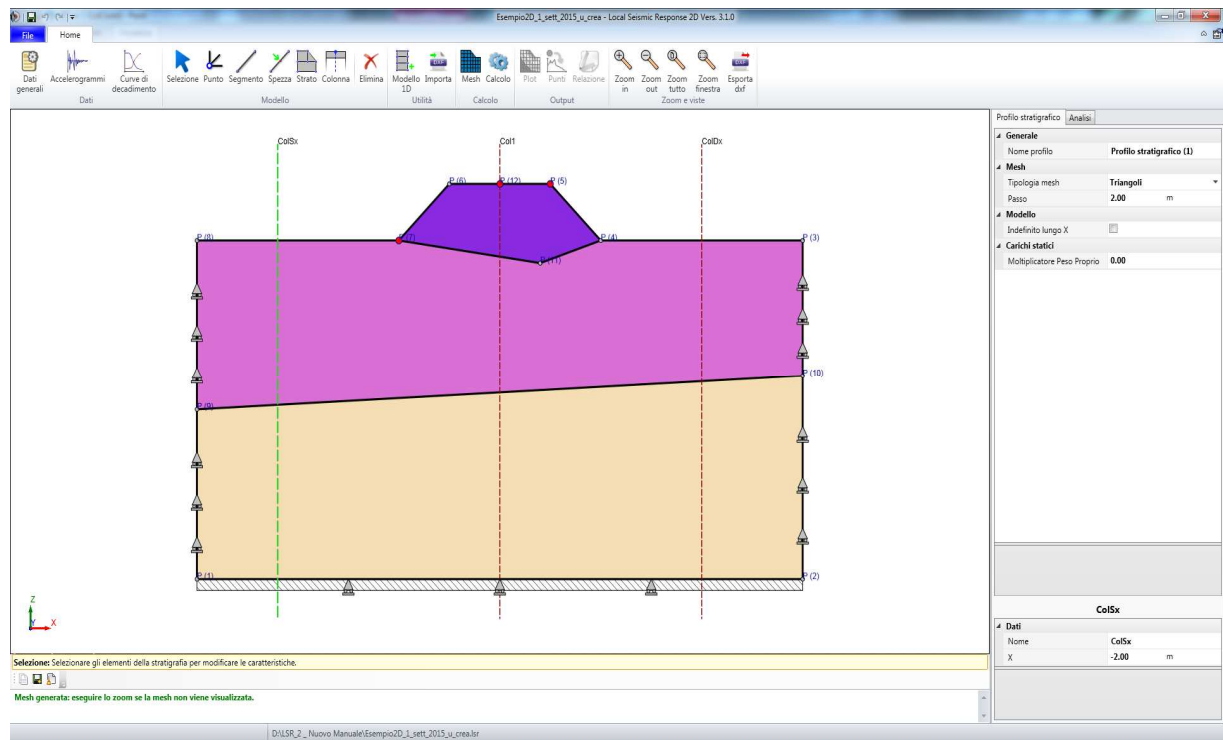 Esempio2D_1_sett_2015_u_crea - Local Seismic Response 2D Vers. 3.1.0
File Home
Dati generali
Accelerogrammi
Curve di decadimento
Selezione Punto Segmento Spezza Strato Colonna Elimina
Modello 1D
Importa
Mesh Calcolo
Plot Punti Relazione
Zoom in
Zoom out
Zoom tutto
Zoom finestra
Esporta dxf
Dati Modello Utilità Calcolo Output Zoom e viste
ColSx Col1 ColDx
P (6) P (12) P (5)
P (8) P (7) P (4) P (3)
P (11)
P (10)
P (9)
P (1) P (2)
Z
Y X
Profilo stratigrafico Analisi
Generale
Nome profilo Profilo stratigrafico (1)
Mesh
Tipologia mesh Triangoli
Passo 2.00 m
Modello
Indefinito lungo X
Carichi statici
Moltiplicatore Peso Proprio 0.00
ColSx
Dati
Nome ColSx
X -2.00 m
Selezione: Selezionare gli elementi della stratigrafia per modificare le caratteristiche.
Mesh generata: eseguire lo zoom se la mesh non viene visualizzata.
D:\LSR_2_ Nuovo Manuale\Esempio2D_1_sett_2015_u_crea.lsr